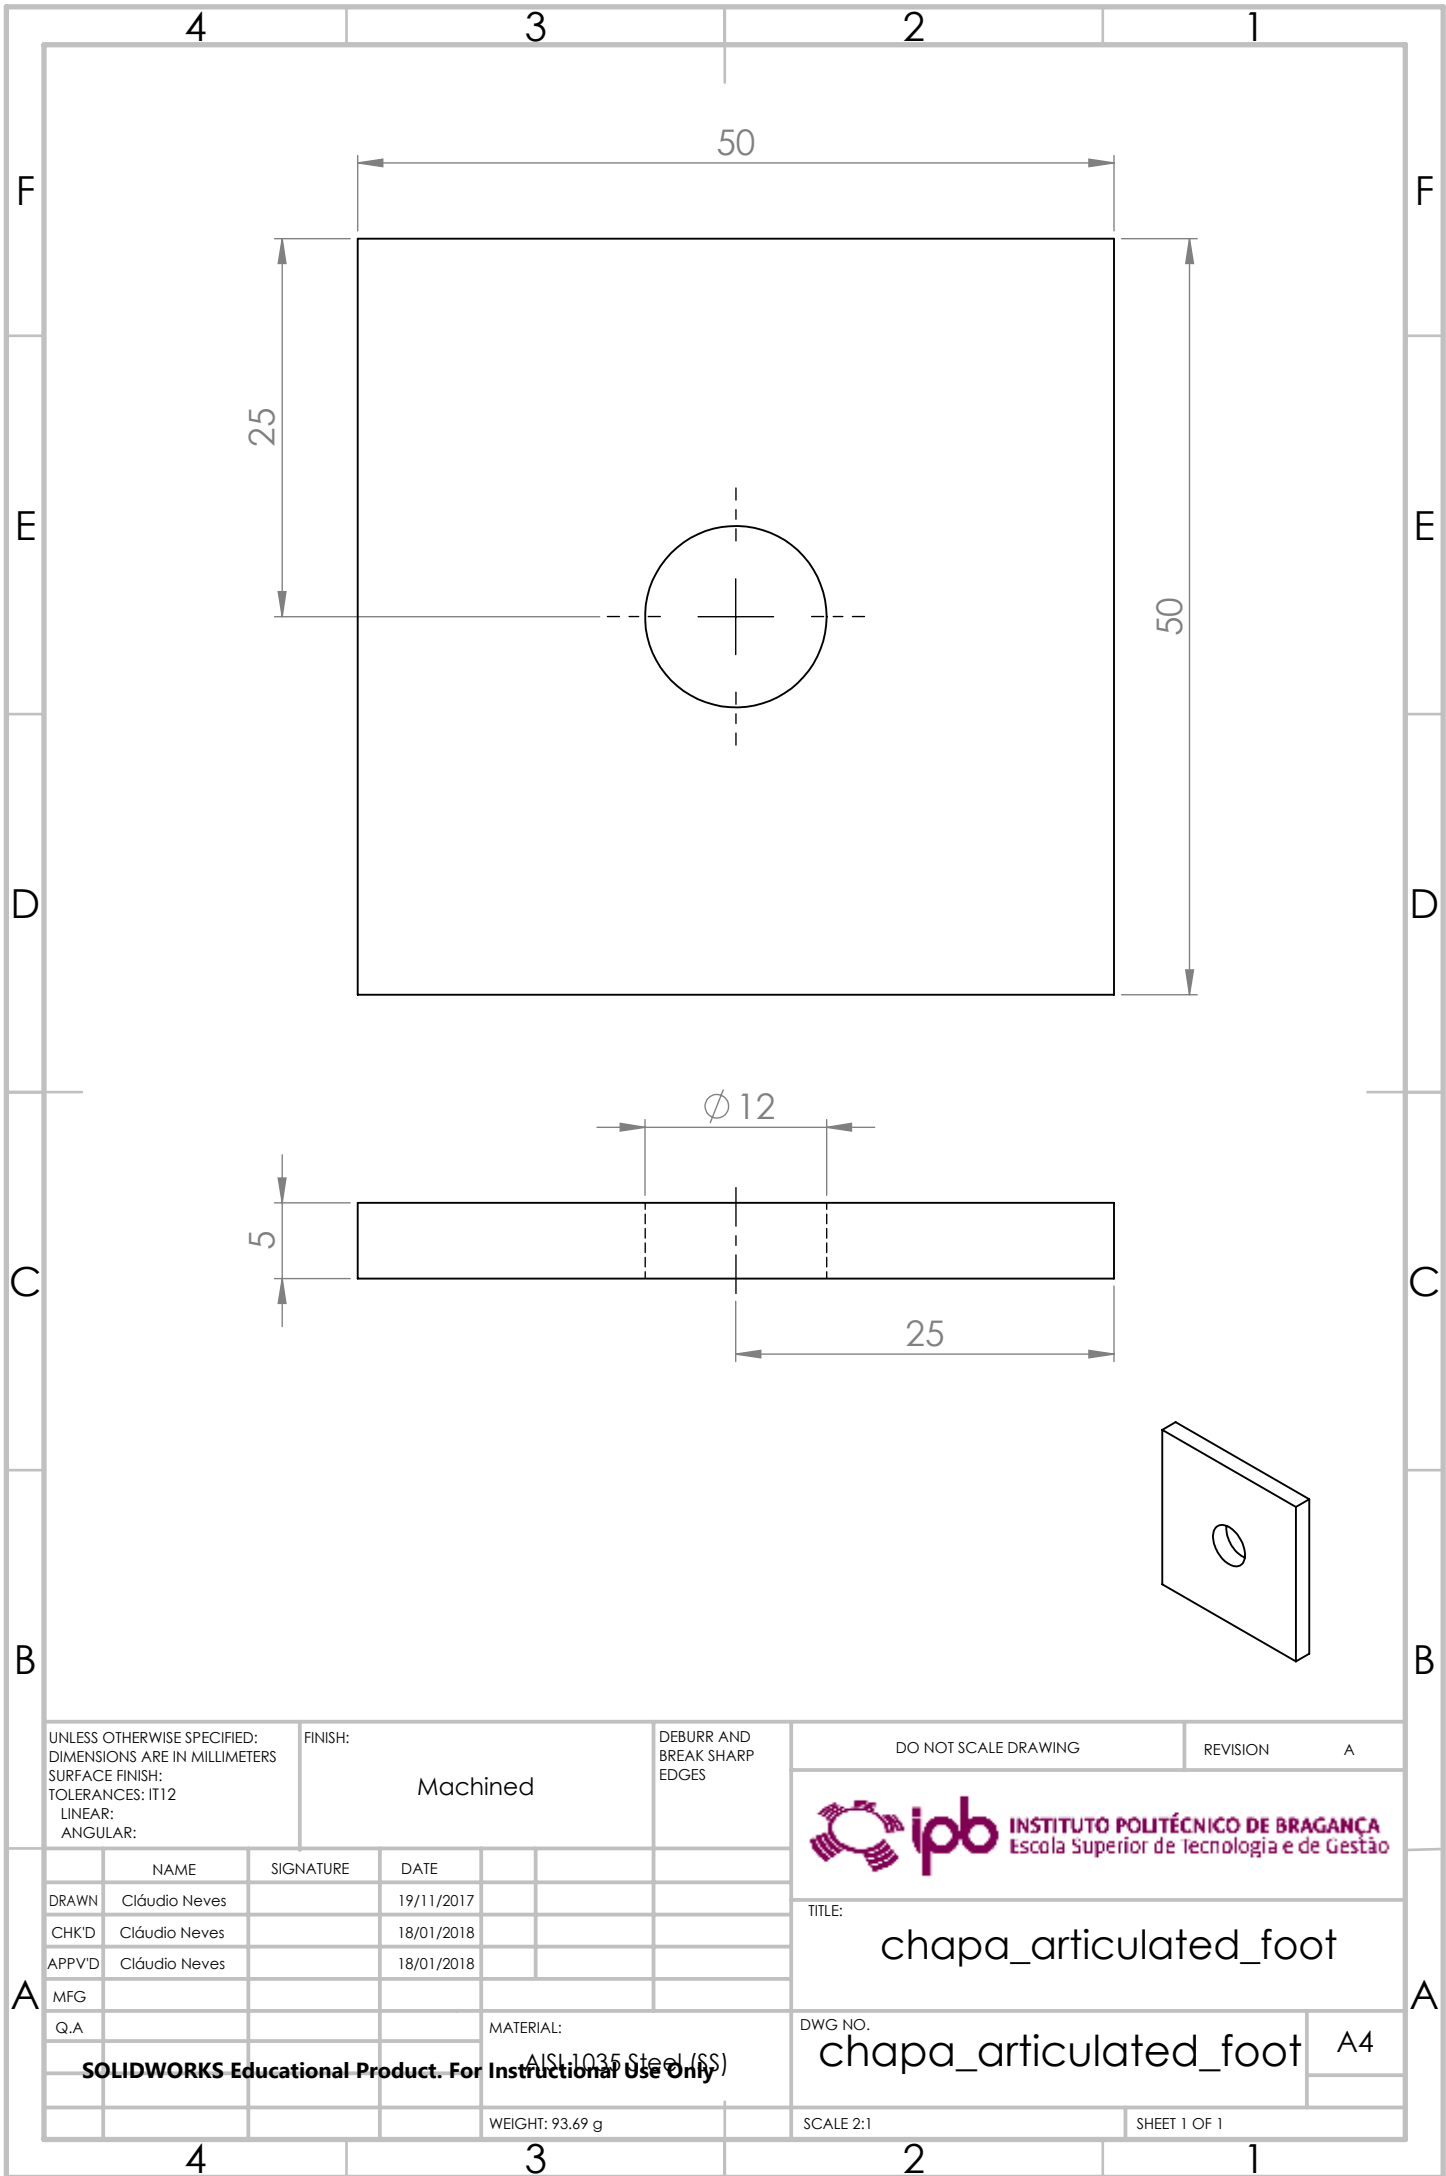 4 3 2 1
50
F F
25
E E
50
D D
⌀ 12
5
C C
25
B B
UNLESS OTHERWISE SPECIFIED:
DIMENSIONS ARE IN MILLIMETERS
SURFACE FINISH:
TOLERANCES: IT12
LINEAR:
ANGULAR:
FINISH:
Machined
DEBURR AND
BREAK SHARP
EDGES
DO NOT SCALE DRAWING
REVISION A
ipb INSTITUTO POLITÉCNICO DE BRAGANÇA
Escola Superior de Tecnologia e de Gestão
NAME SIGNATURE DATE
DRAWN Cláudio Neves 19/11/2017
CHK'D Cláudio Neves 18/01/2018
APPV'D Cláudio Neves 18/01/2018
MFG
Q.A
TITLE:
chapa_articulated_foot
A A
MATERIAL:
AISI 1035 Steel (SS)
SOLIDWORKS Educational Product. For Instructional Use Only
DWG NO.
chapa_articulated_foot
A4
WEIGHT: 93.69 g
SCALE 2:1
SHEET 1 OF 1
4 3 2 1